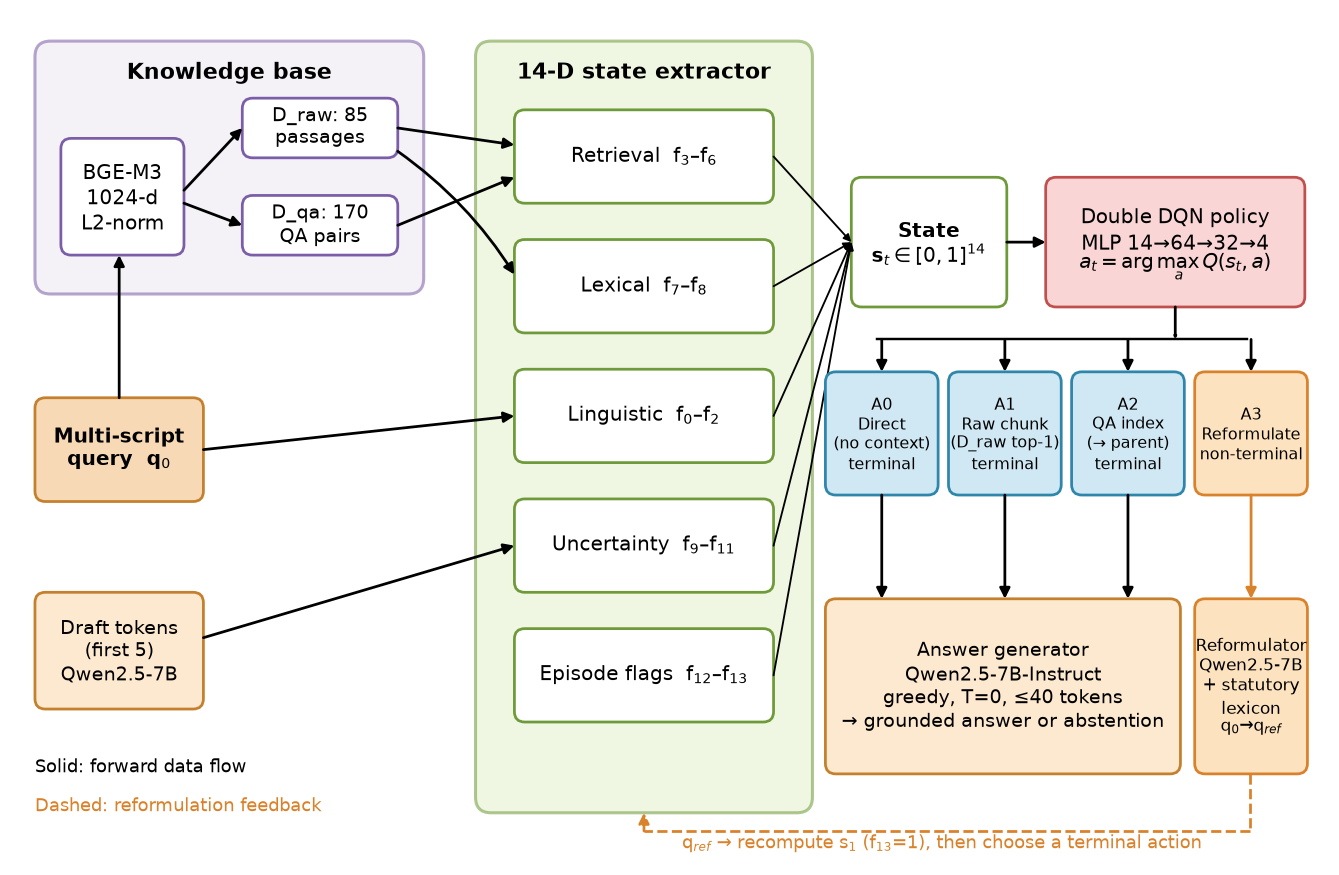 Knowledge base
BGE-M3
1024-d
L2-norm
D_raw: 85
passages
D_qa: 170
QA pairs
Multi-script
query q₀
Draft tokens
(first 5)
Qwen2.5-7B
Solid: forward data flow
Dashed: reformulation feedback
14-D state extractor
Retrieval f₃–f₆
Lexical f₇–f₈
Linguistic f₀–f₂
Uncertainty f₉–f₁₁
Episode flags f₁₂–f₁₃
State
s_t ∈ [0, 1]¹⁴
Double DQN policy
MLP 14→64→32→4
a_t = arg max_a Q(s_t, a)
A0
Direct
(no context)
terminal
A1
Raw chunk
(D_raw top-1)
terminal
A2
QA index
(→ parent)
terminal
A3
Reformulate
non-terminal
Answer generator
Qwen2.5-7B-Instruct
greedy, T=0, ≤40 tokens
→ grounded answer or abstention
Reformulator
Qwen2.5-7B
+ statutory
lexicon
q₀→q_ref
q_ref → recompute s₁ (f₁₃=1), then choose a terminal action